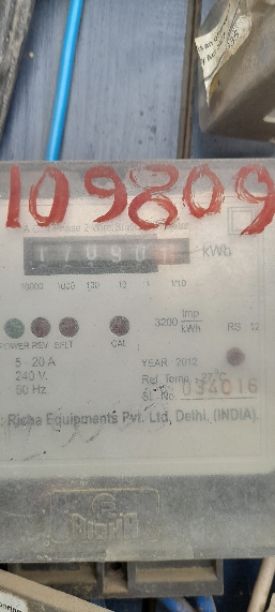 109809
kWh
10000 1000 100 10 1 1/10
3200 Imp/kWh
RS 12
POWER REV E/FLT CAL
5 - 20 A
YEAR 2012
240 V.
Ref. Temp. : 27°C
50 Hz
SL. No. 034016
Richa Equipments Pvt. Ltd, Delhi, (INDIA).